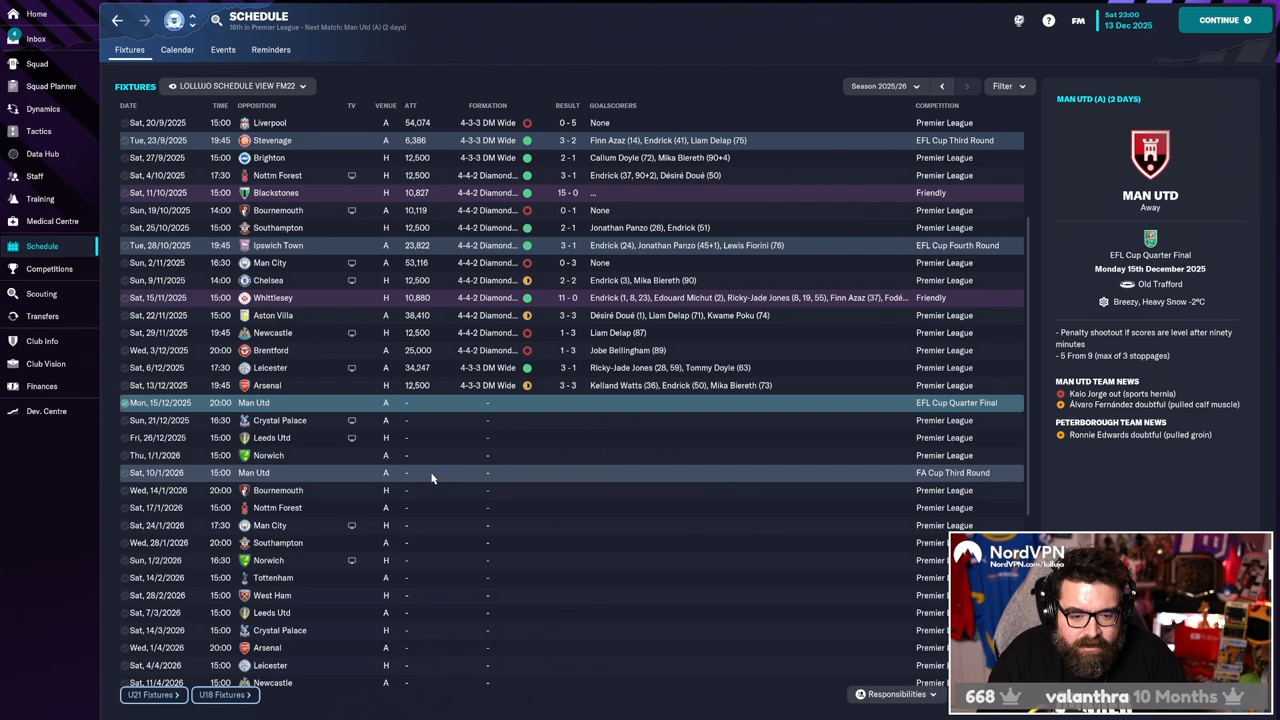 Home
4
Inbox
Squad
Squad Planner
Dynamics
Tactics
Data Hub
Staff
Training
Medical Centre
Schedule
Competitions
Scouting
Transfers
Club Info
Club Vision
Finances
Dev. Centre
SCHEDULE
16th in Premier League - Next Match: Man Utd (A) (2 days)
FM
Sat 23:00
13 Dec 2025
CONTINUE
Fixtures Calendar Events Reminders
FIXTURES LOLLUJO SCHEDULE VIEW FM22 Season 2025/26 Filter
DATE TIME OPPOSITION TV VENUE ATT FORMATION RESULT GOALSCORERS COMPETITION
Sat, 20/9/2025 15:00 Liverpool A 54,074 4-3-3 DM Wide 0 - 5 None Premier League
Tue, 23/9/2025 19:45 Stevenage A 6,386 4-3-3 DM Wide 3 - 2 Finn Azaz (14), Endrick (41), Liam Delap (75) EFL Cup Third Round
Sat, 27/9/2025 15:00 Brighton H 12,500 4-3-3 DM Wide 2 - 1 Callum Doyle (72), Mika Biereth (90+4) Premier League
Sat, 4/10/2025 17:30 Nottm Forest H 12,500 4-4-2 Diamond... 3 - 1 Endrick (37, 90+2), Désiré Doué (50) Premier League
Sat, 11/10/2025 15:00 Blackstones H 10,827 4-4-2 Diamond... 15 - 0 ... Friendly
Sun, 19/10/2025 14:00 Bournemouth A 10,119 4-4-2 Diamond... 0 - 1 None Premier League
Sat, 25/10/2025 15:00 Southampton H 12,500 4-4-2 Diamond... 2 - 1 Jonathan Panzo (28), Endrick (51) Premier League
Tue, 28/10/2025 19:45 Ipswich Town A 23,822 4-4-2 Diamond... 3 - 1 Endrick (24), Jonathan Panzo (45+1), Lewis Fiorini (76) EFL Cup Fourth Round
Sun, 2/11/2025 16:30 Man City A 53,116 4-4-2 Diamond... 0 - 3 None Premier League
Sun, 9/11/2025 14:00 Chelsea H 12,500 4-4-2 Diamond... 2 - 2 Endrick (3), Mika Biereth (90) Premier League
Sat, 15/11/2025 15:00 Whittlesey H 10,880 4-4-2 Diamond... 11 - 0 Endrick (1, 8, 23), Edouard Michut (2), Ricky-Jade Jones (8, 19, 55), Finn Azaz (37), Fodé... Friendly
Sat, 22/11/2025 15:00 Aston Villa A 38,410 4-4-2 Diamond... 3 - 3 Désiré Doué (1), Liam Delap (71), Kwame Poku (74) Premier League
Sat, 29/11/2025 19:45 Newcastle H 12,500 4-4-2 Diamond... 1 - 3 Liam Delap (87) Premier League
Wed, 3/12/2025 20:00 Brentford A 25,000 4-4-2 Diamond... 1 - 3 Jobe Bellingham (89) Premier League
Sat, 6/12/2025 17:30 Leicester A 34,247 4-3-3 DM Wide 3 - 1 Ricky-Jade Jones (28, 59), Tommy Doyle (63) Premier League
Sat, 13/12/2025 19:45 Arsenal H 12,500 4-3-3 DM Wide 3 - 3 Kelland Watts (36), Endrick (50), Mika Biereth (73) Premier League
Mon, 15/12/2025 20:00 Man Utd A - - EFL Cup Quarter Final
Sun, 21/12/2025 16:30 Crystal Palace A - - Premier League
Fri, 26/12/2025 15:00 Leeds Utd H - - Premier League
Thu, 1/1/2026 15:00 Norwich A - - Premier League
Sat, 10/1/2026 15:00 Man Utd A - - FA Cup Third Round
Wed, 14/1/2026 20:00 Bournemouth H - - Premier League
Sat, 17/1/2026 15:00 Nottm Forest A - - Premier League
Sat, 24/1/2026 17:30 Man City H - - Premier League
Wed, 28/1/2026 20:00 Southampton A - - Premier
Sun, 1/2/2026 16:30 Norwich H - - Premier L
Sat, 14/2/2026 15:00 Tottenham A - - Premier L
Sat, 28/2/2026 15:00 West Ham H - - Premier L
Sat, 7/3/2026 15:00 Leeds Utd A - - Premier L
Sat, 14/3/2026 15:00 Crystal Palace H - - Premier L
Wed, 1/4/2026 20:00 Arsenal A - - Premier L
Sat, 4/4/2026 15:00 Leicester H - - Premier L
Sat, 11/4/2026 15:00 Newcastle A - - Premier L
U21 Fixtures U18 Fixtures Responsibilities
MAN UTD (A) (2 DAYS)
MAN UTD
Away
EFL Cup Quarter Final
Monday 15th December 2025
Old Trafford
Breezy, Heavy Snow -2ºC
- Penalty shootout if scores are level after ninety
minutes
- 5 From 9 (max of 3 stoppages)
MAN UTD TEAM NEWS
Kaio Jorge out (sports hernia)
Álvaro Fernández doubtful (pulled calf muscle)
PETERBOROUGH TEAM NEWS
Ronnie Edwards doubtful (pulled groin)
NordVPN
NordVPN.com/lollujo
668 valanthra 10 Months